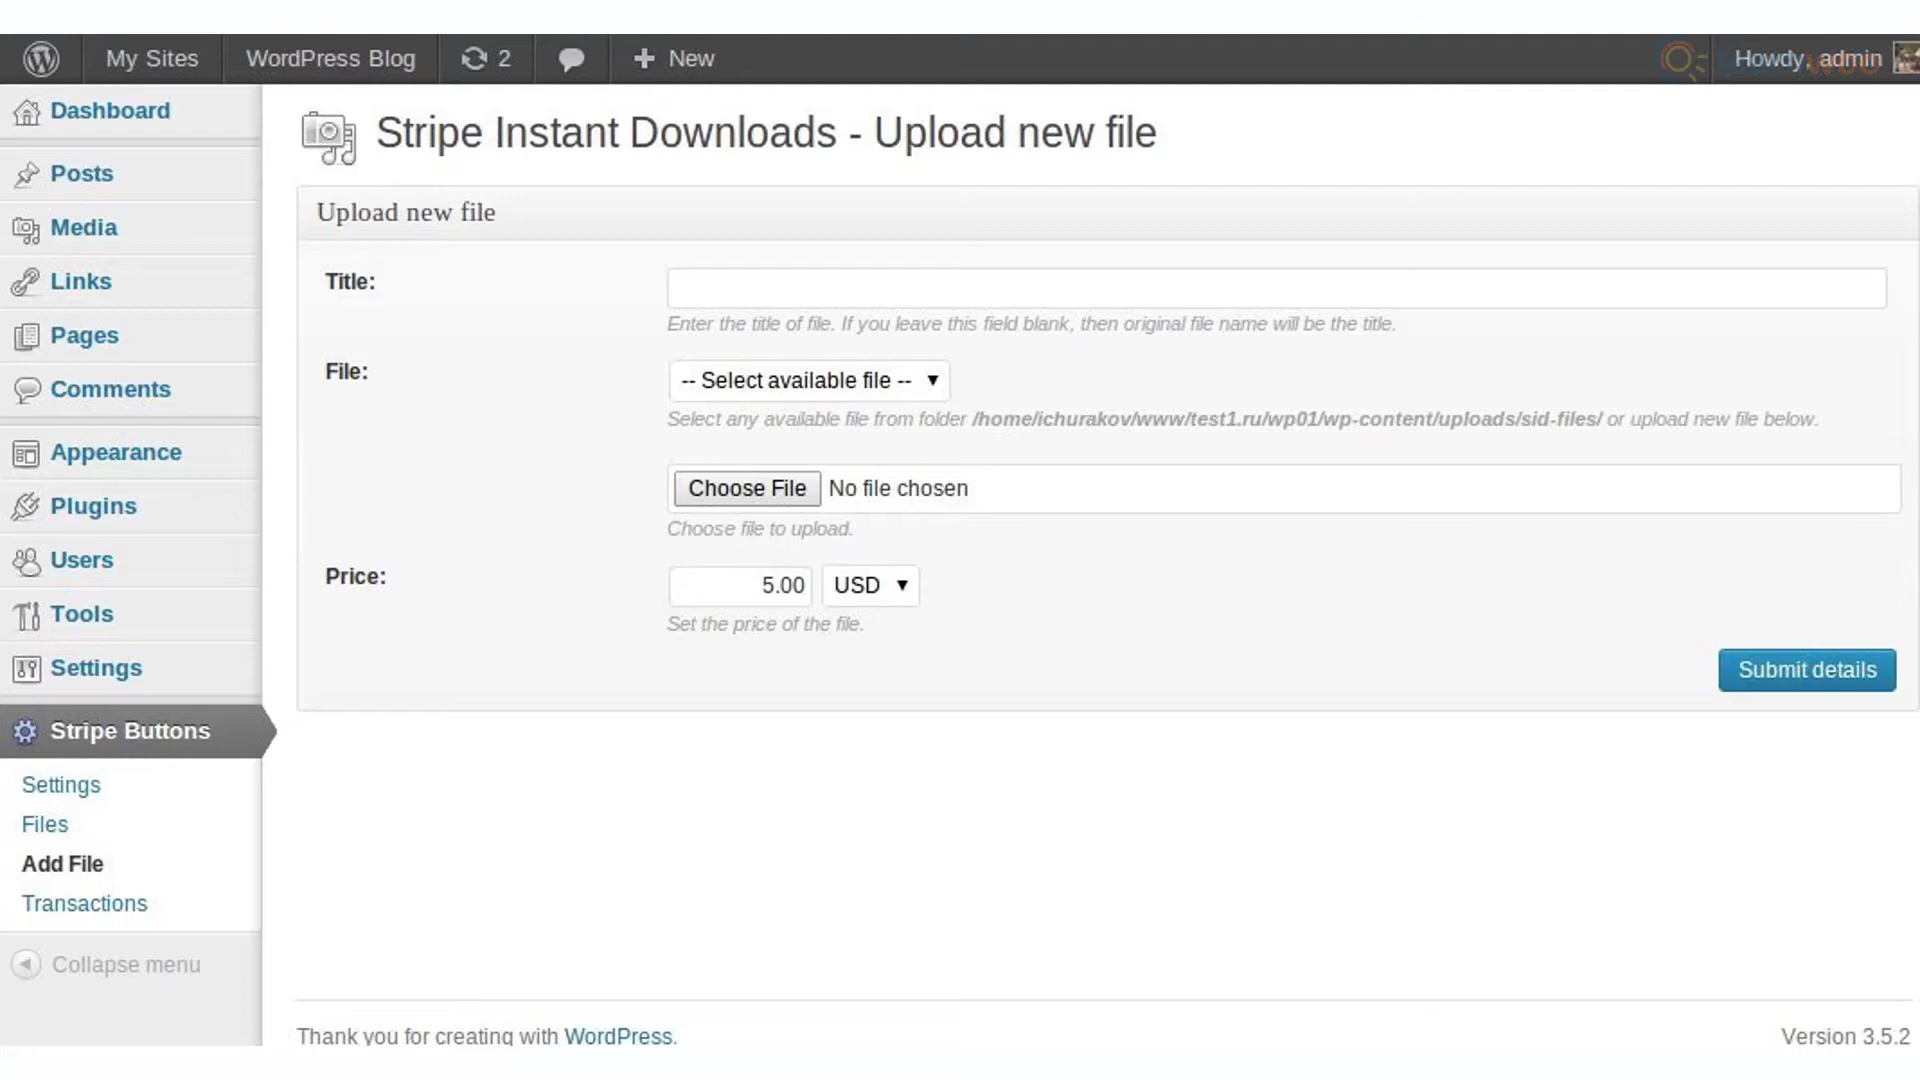 My Sites WordPress Blog 2 New Howdy, admin
Dashboard
Posts
Media
Links
Pages
Comments
Appearance
Plugins
Users
Tools
Settings
Stripe Buttons
Settings
Files
Add File
Transactions
Collapse menu
Stripe Instant Downloads - Upload new file
Upload new file
Title:
Enter the title of file. If you leave this field blank, then original file name will be the title.
File:
-- Select available file --
Select any available file from folder /home/ichurakov/www/test1.ru/wp01/wp-content/uploads/sid-files/ or upload new file below.
Choose File No file chosen
Choose file to upload.
Price:
5.00 USD
Set the price of the file.
Submit details
Thank you for creating with WordPress.
Version 3.5.2